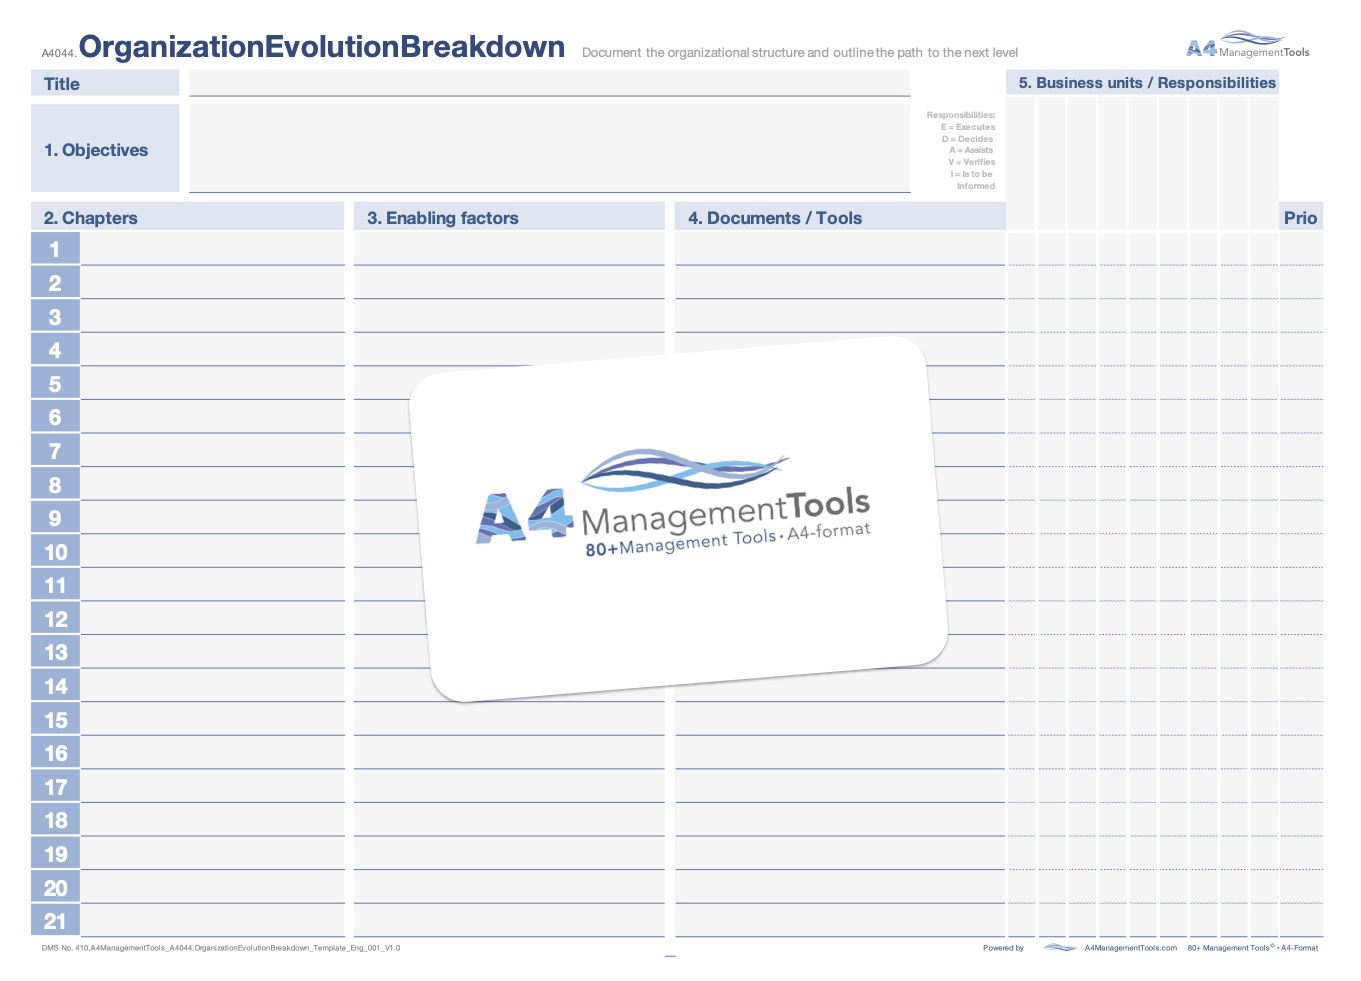 A4044.OrganizationEvolutionBreakdown Document the organizational structure and outline the path to the next level
A4 ManagementTools
Title
5. Business units / Responsibilities
1. Objectives
Responsibilities:
E = Executes
D = Decides
A = Assists
V = Verifies
I = Is to be
Informed
2. Chapters
3. Enabling factors
4. Documents / Tools
Prio
1
2
3
4
5
6
7
8
9
10
11
12
13
14
15
16
17
18
19
20
21
A4 ManagementTools
80+Management Tools • A4-format
DMS No. 410.A4ManagementTools_A4044.OrganizationEvolutionBreakdown_Template_Eng_001_V1.0
Powered by A4ManagementTools.com 80+ Management Tools© • A4-Format